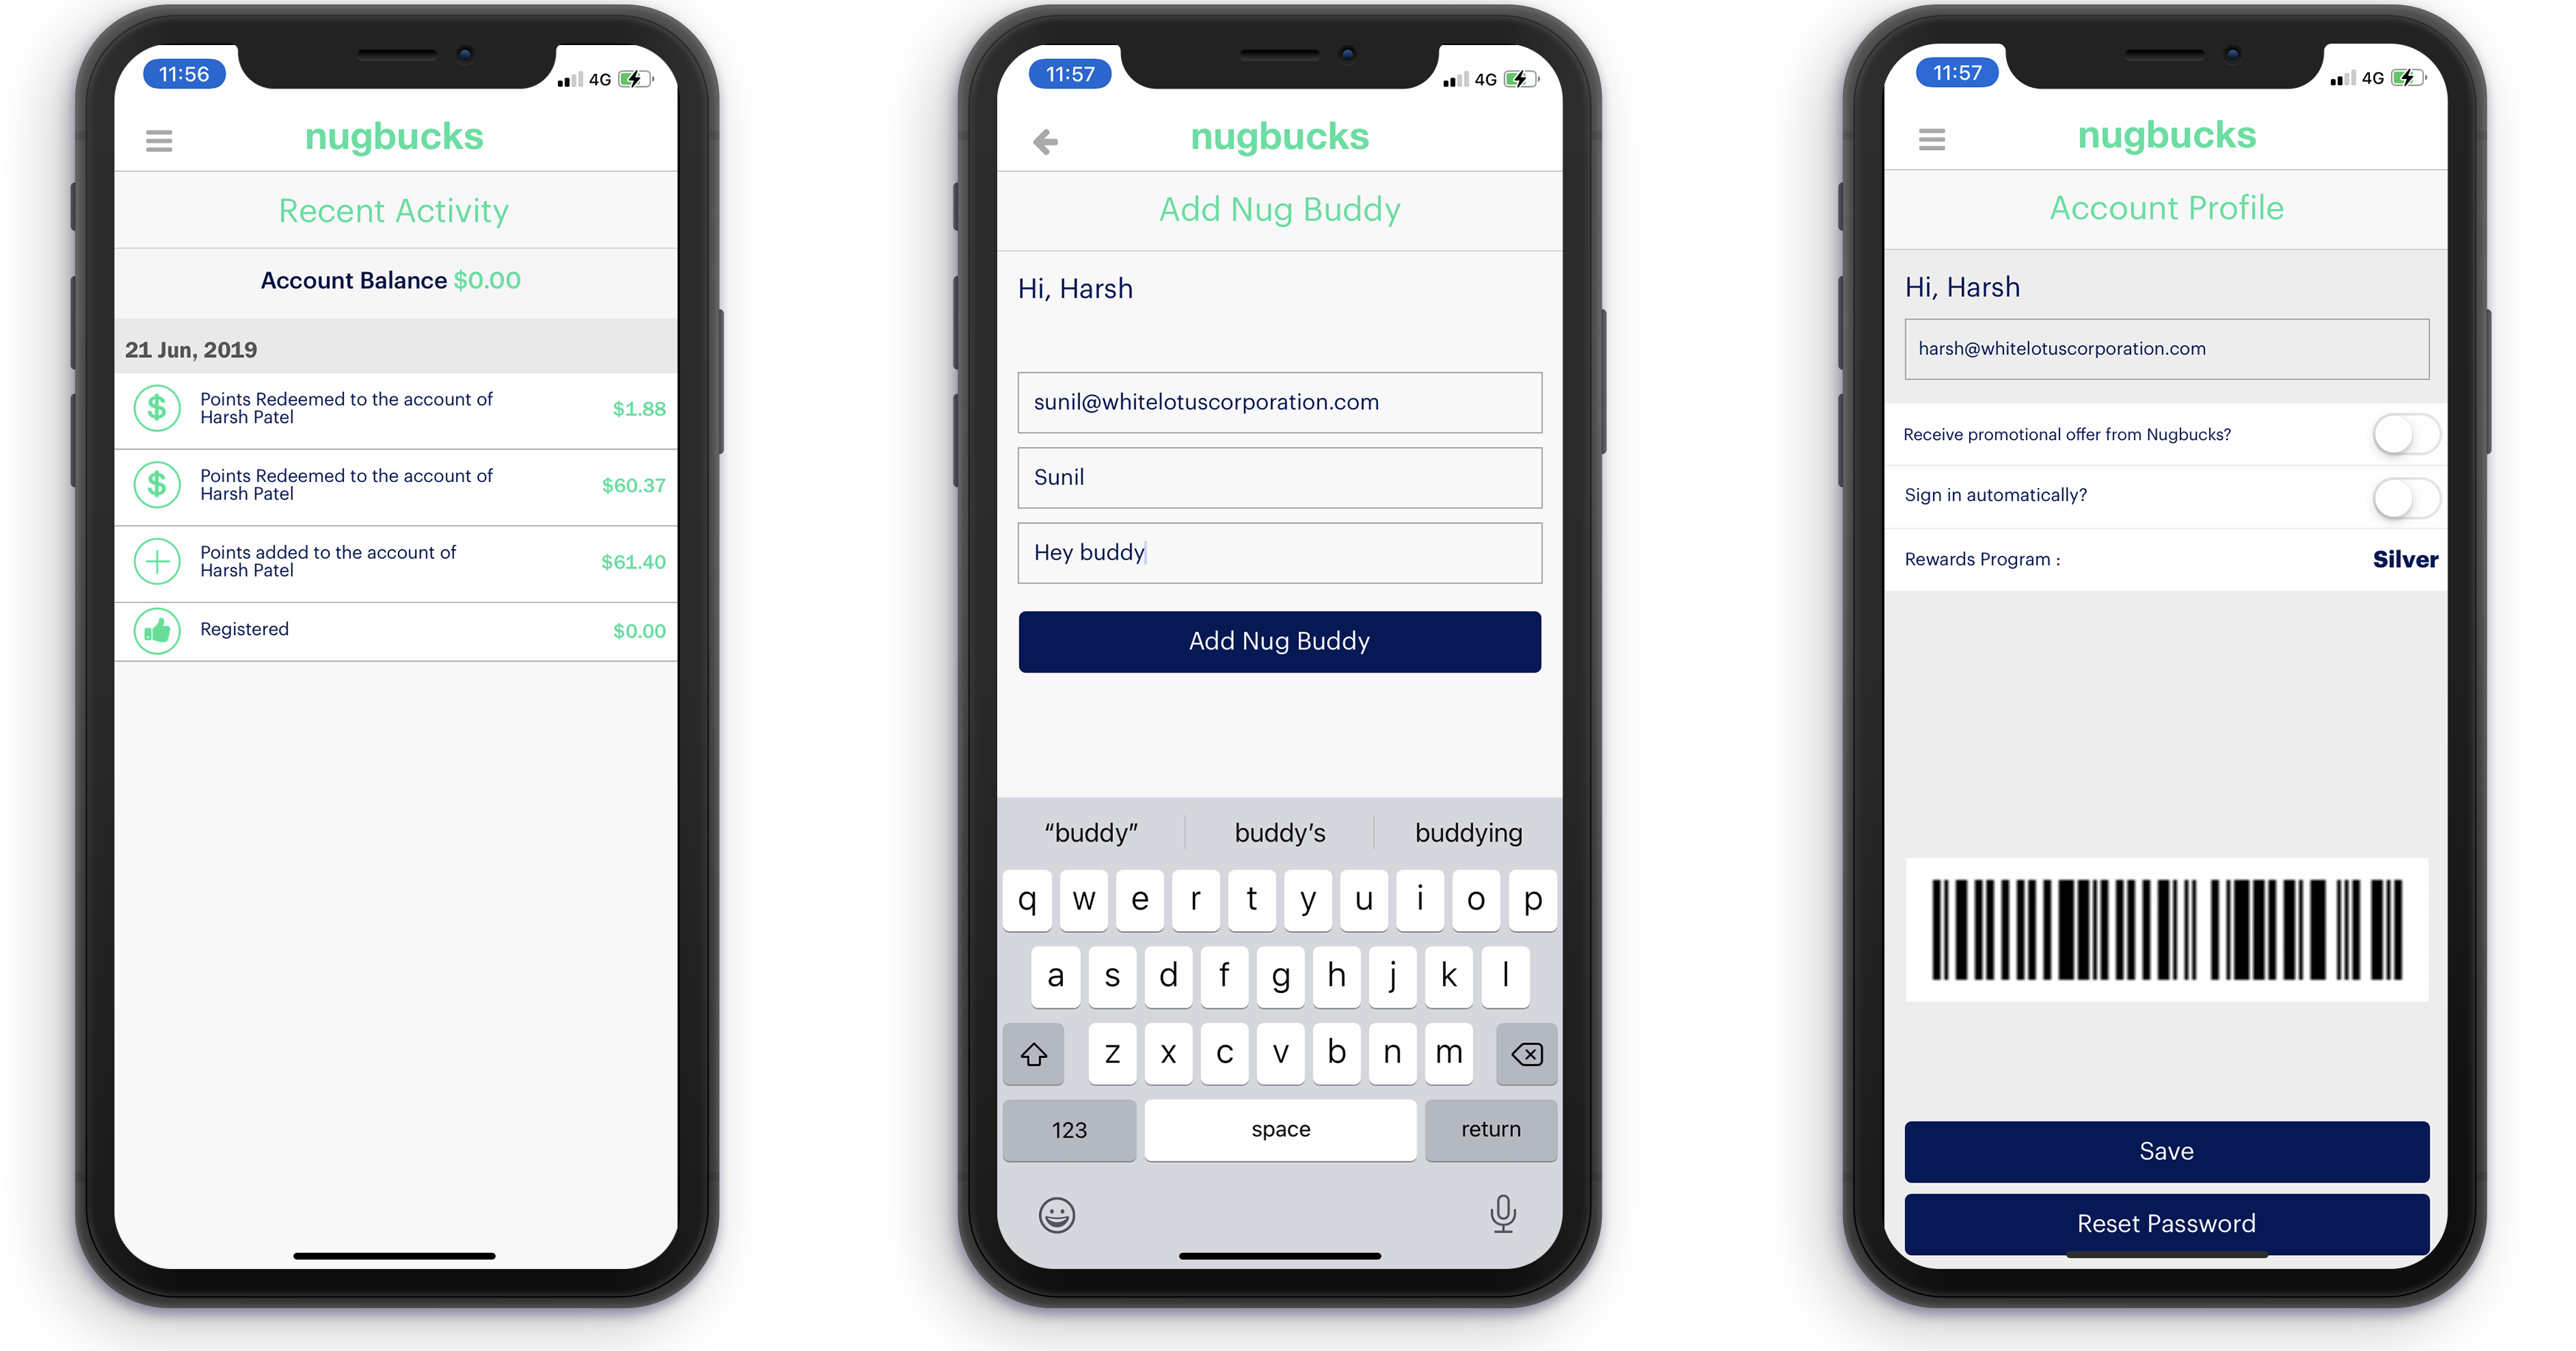 11:56
4G
nugbucks
Recent Activity
Account Balance $0.00
21 Jun, 2019
Points Redeemed to the account of
Harsh Patel
$1.88
Points Redeemed to the account of
Harsh Patel
$60.37
Points added to the account of
Harsh Patel
$61.40
Registered
$0.00
11:57
4G
nugbucks
Add Nug Buddy
Hi, Harsh
sunil@whitelotuscorporation.com
Sunil
Hey buddy
Add Nug Buddy
“buddy” buddy’s buddying
q w e r t y u i o p
a s d f g h j k l
z x c v b n m
123 space return
11:57
4G
nugbucks
Account Profile
Hi, Harsh
harsh@whitelotuscorporation.com
Receive promotional offer from Nugbucks?
Sign in automatically?
Rewards Program : Silver
Save
Reset Password